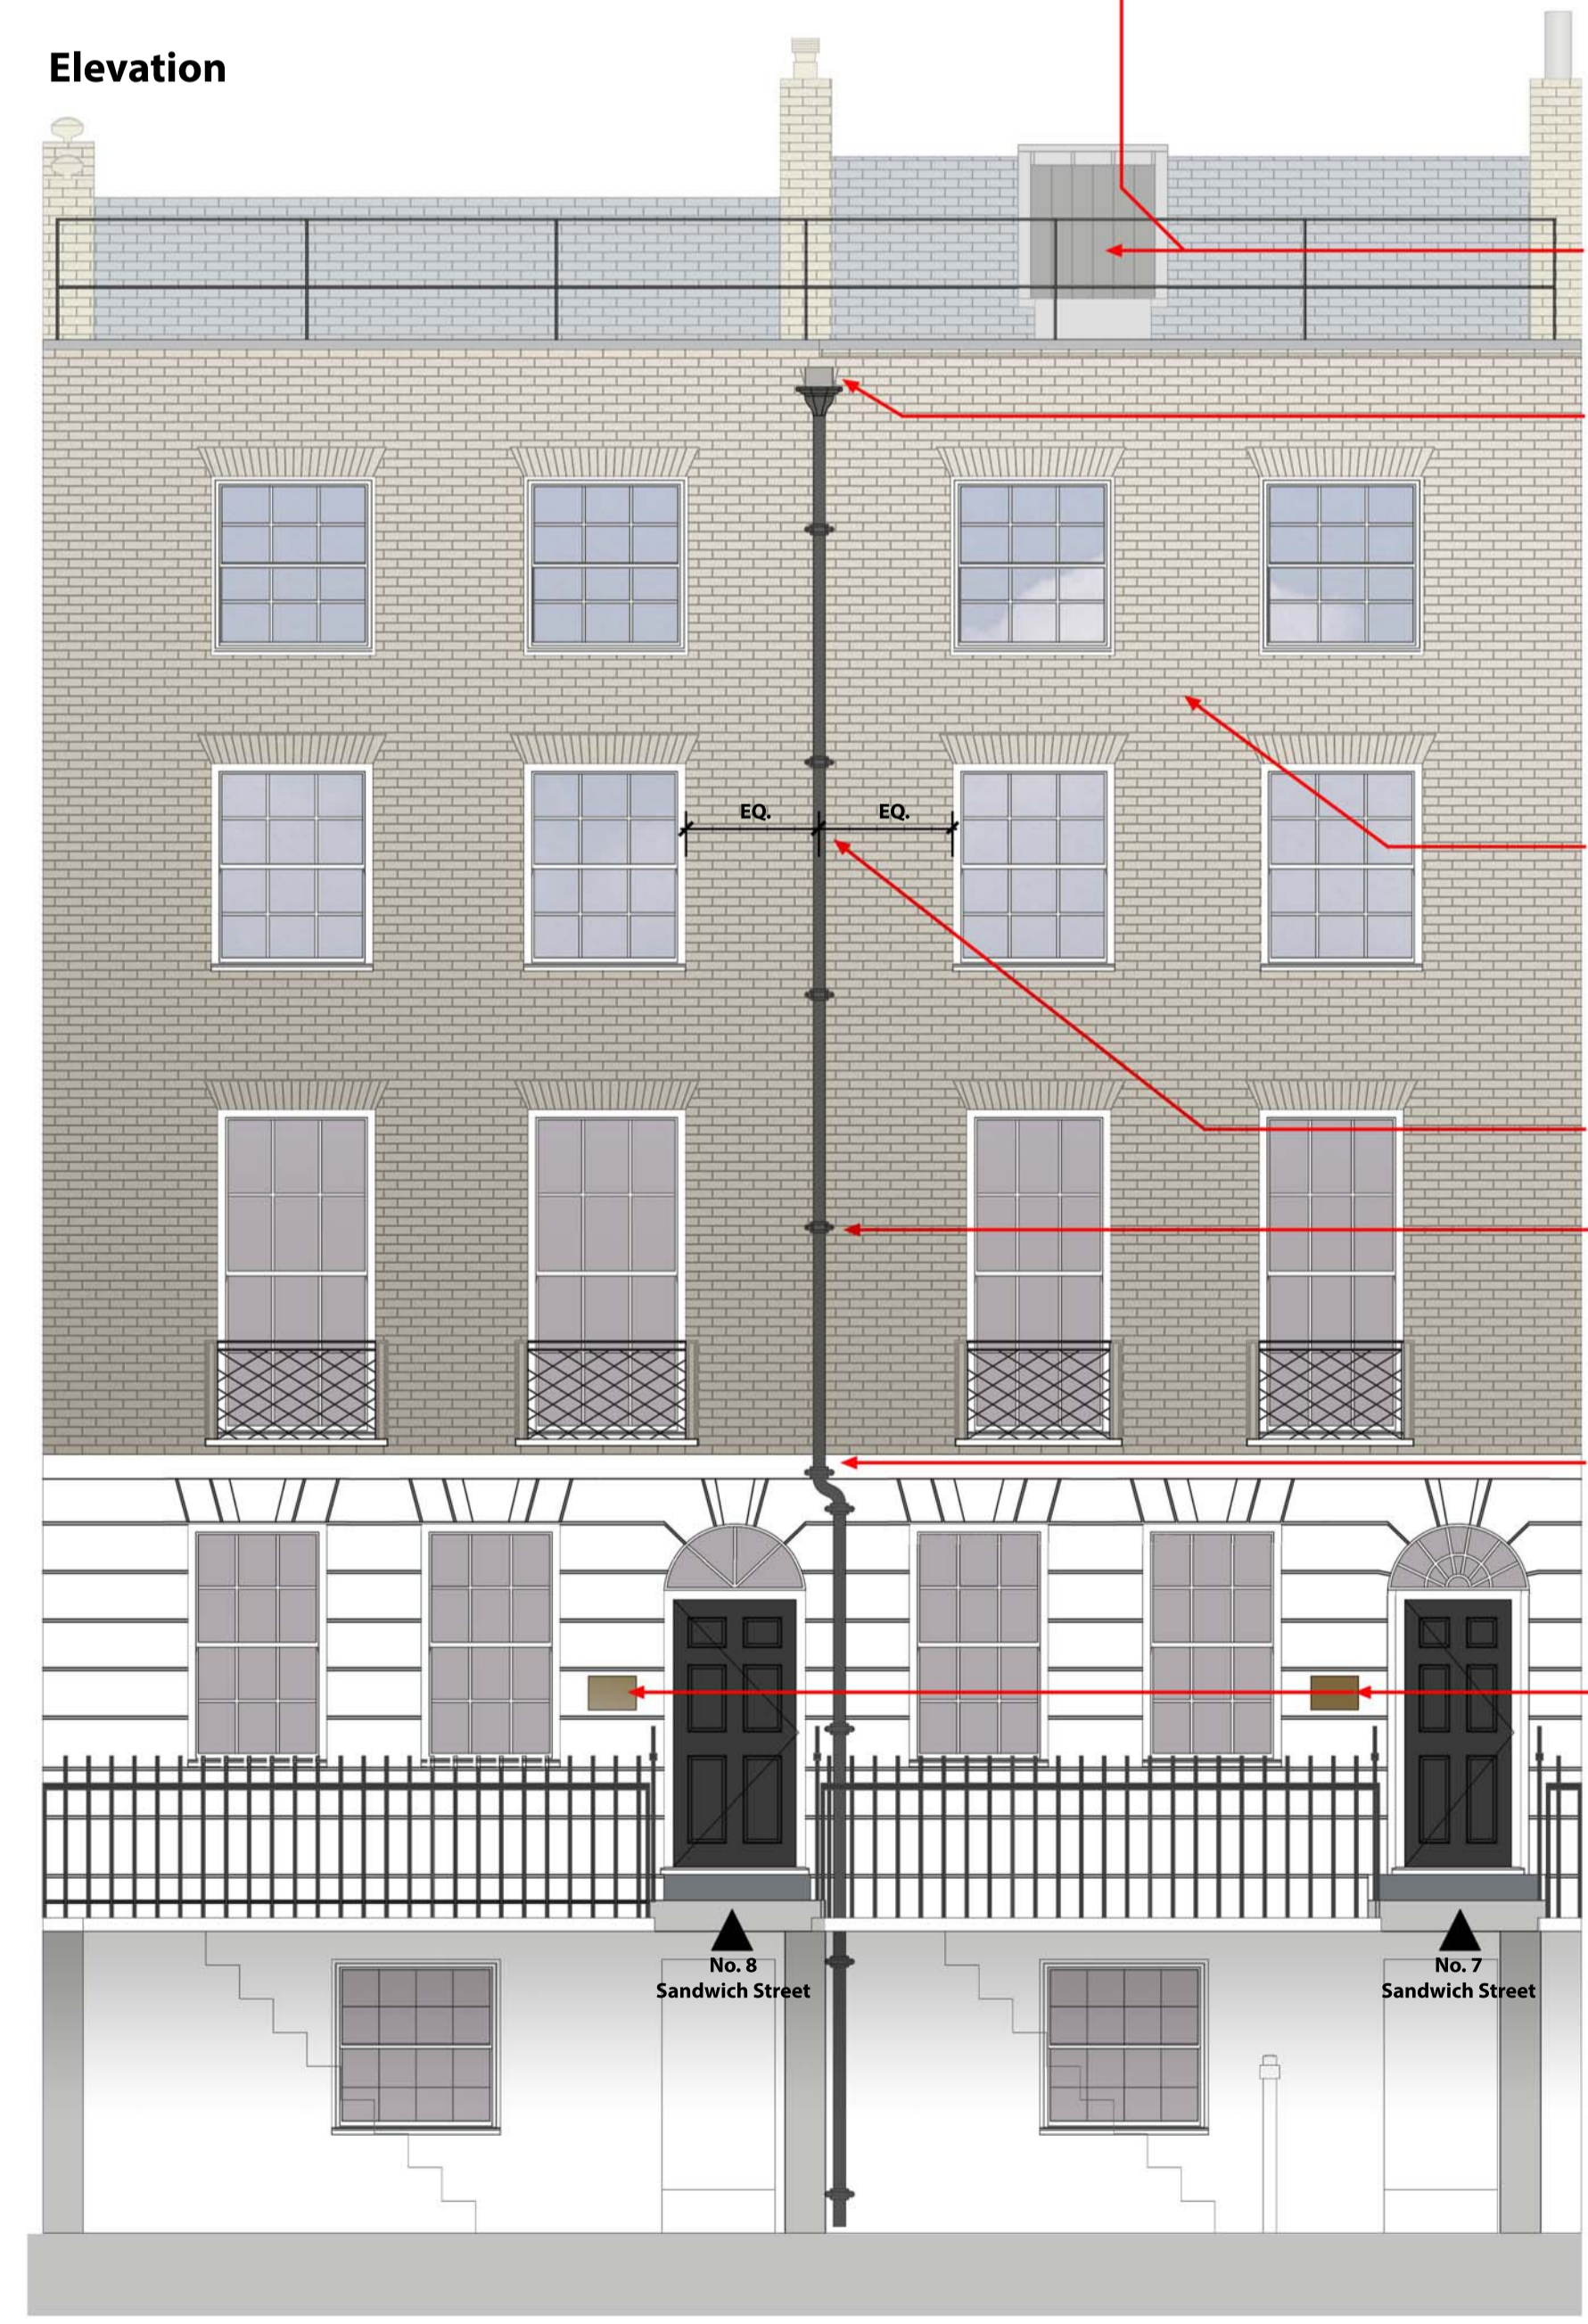 Elevation
EQ.
EQ.
No. 8
Sandwich Street
No. 7
Sandwich Street